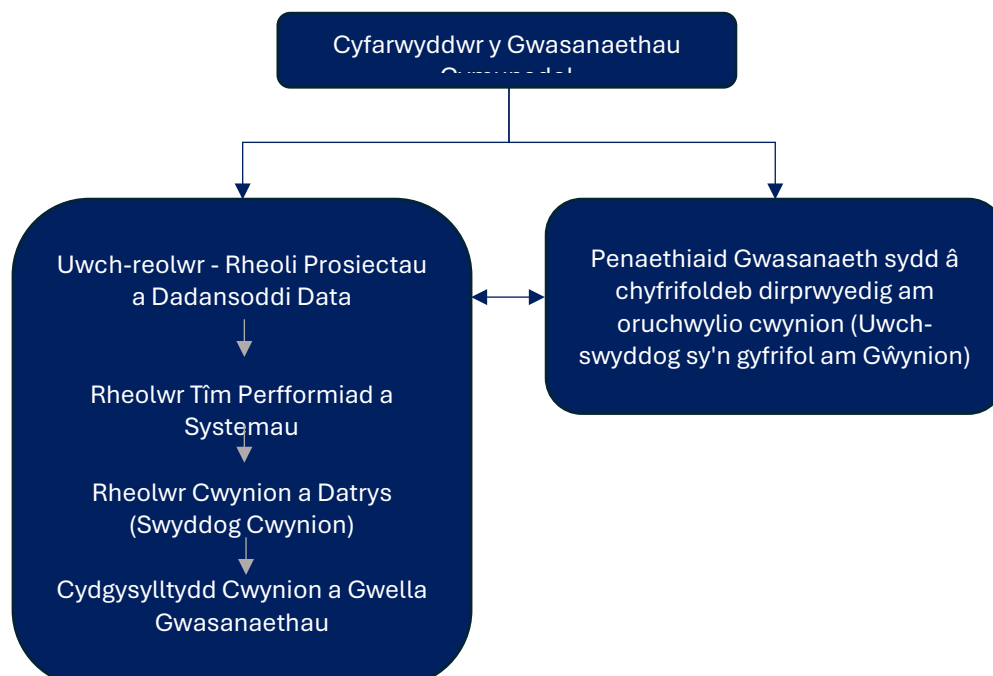 Cyfarwyddwr y Gwasanaethau
Uwch-reolwr - Rheoli Prosiectau
a Dadansoddi Data
Rheolwr Tîm Perfformiad a
Systemau
Rheolwr Cwynion a Datrys
(Swyddog Cwynion)
Cydgysylltydd Cwynion a Gwella
Gwasanaethau
Penaethiaid Gwasanaeth sydd â
chyfrifoldeb dirprwyedig am
oruchwylio cwynion (Uwch-
swyddog sy'n gyfrifol am Gŵynion)